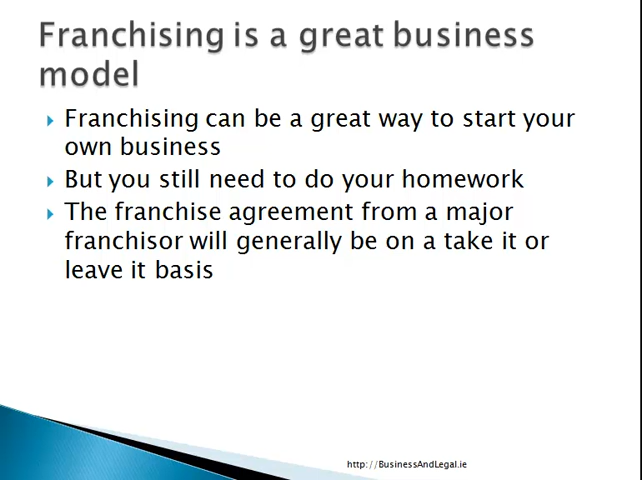 Franchising is a great business
model
Franchising can be a great way to start your
own business
But you still need to do your homework
The franchise agreement from a major
franchisor will generally be on a take it or
leave it basis
http://BusinessAndLegal.ie